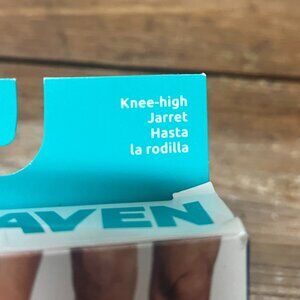 Knee-high
Jarret
Hasta
la rodilla
AVEN